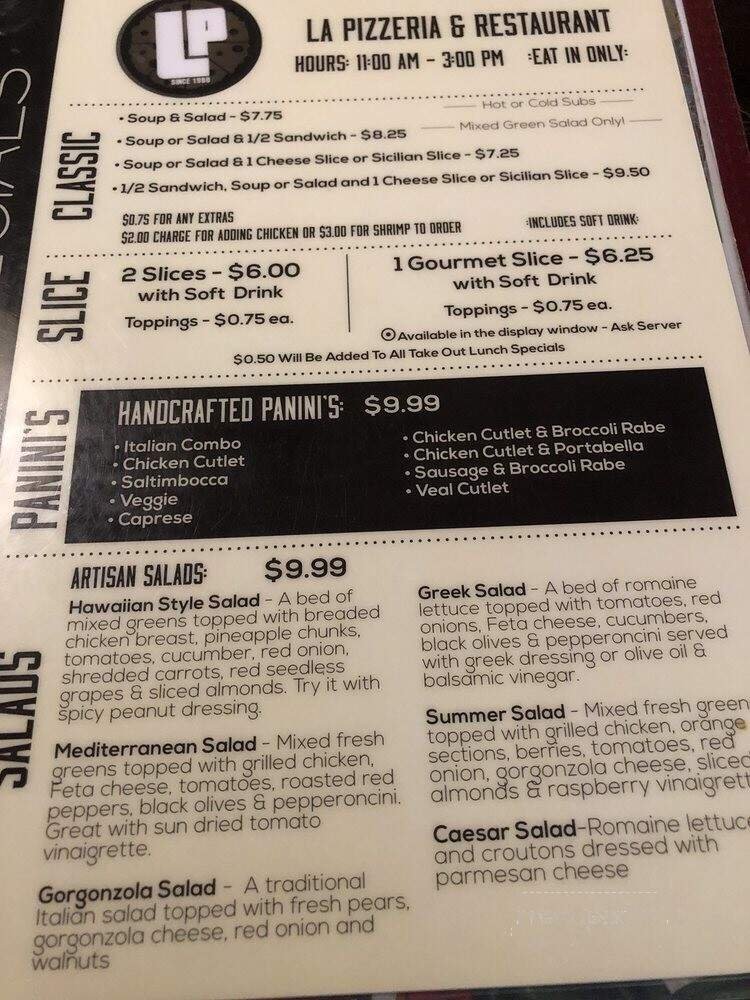 LP
SINCE 1980
LA PIZZERIA & RESTAURANT
HOURS: 11:00 AM - 3:00 PM :EAT IN ONLY:
CLASSIC
• Soup & Salad - $7.75
Hot or Cold Subs
• Soup or Salad & 1/2 Sandwich - $8.25
Mixed Green Salad Only!
• Soup or Salad & 1 Cheese Slice or Sicilian Slice - $7.25
• 1/2 Sandwich, Soup or Salad and 1 Cheese Slice or Sicilian Slice - $9.50
$0.75 FOR ANY EXTRAS
$2.00 CHARGE FOR ADDING CHICKEN OR $3.00 FOR SHRIMP TO ORDER
:INCLUDES SOFT DRINK:
SLICE
2 Slices - $6.00
with Soft Drink
Toppings - $0.75 ea.
1 Gourmet Slice - $6.25
with Soft Drink
Toppings - $0.75 ea.
Available in the display window - Ask Server
$0.50 Will Be Added To All Take Out Lunch Specials
PANINI'S
HANDCRAFTED PANINI'S: $9.99
• Italian Combo
• Chicken Cutlet
• Saltimbocca
• Veggie
• Caprese
• Chicken Cutlet & Broccoli Rabe
• Chicken Cutlet & Portabella
• Sausage & Broccoli Rabe
• Veal Cutlet
SALADS
ARTISAN SALADS: $9.99
Hawaiian Style Salad - A bed of
mixed greens topped with breaded
chicken breast, pineapple chunks,
tomatoes, cucumber, red onion,
shredded carrots, red seedless
grapes & sliced almonds. Try it with
spicy peanut dressing.
Mediterranean Salad - Mixed fresh
greens topped with grilled chicken,
Feta cheese, tomatoes, roasted red
peppers, black olives & pepperoncini.
Great with sun dried tomato
vinaigrette.
Gorgonzola Salad - A traditional
Italian salad topped with fresh pears,
gorgonzola cheese, red onion and
walnuts
Greek Salad - A bed of romaine
lettuce topped with tomatoes, red
onions, Feta cheese, cucumbers,
black olives & pepperoncini served
with greek dressing or olive oil &
balsamic vinegar.
Summer Salad - Mixed fresh green
topped with grilled chicken, orange
sections, berries, tomatoes, red
onion, gorgonzola cheese, sliced
almonds & raspberry vinaigrett
Caesar Salad-Romaine lettuce
and croutons dressed with
parmesan cheese